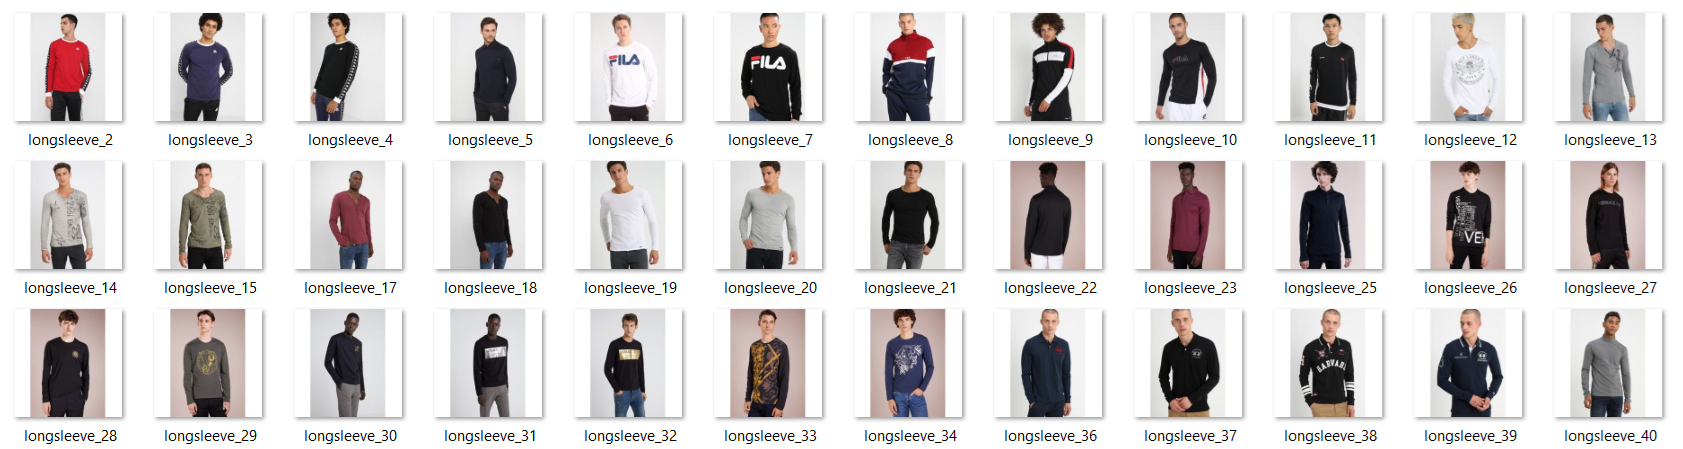 FILA
FILA
longsleeve_2 longsleeve_3 longsleeve_4 longsleeve_5 longsleeve_6 longsleeve_7 longsleeve_8 longsleeve_9 longsleeve_10 longsleeve_11 longsleeve_12 longsleeve_13
longsleeve_14 longsleeve_15 longsleeve_17 longsleeve_18 longsleeve_19 longsleeve_20 longsleeve_21 longsleeve_22 longsleeve_23 longsleeve_25 longsleeve_26 longsleeve_27
HARVARD
longsleeve_28 longsleeve_29 longsleeve_30 longsleeve_31 longsleeve_32 longsleeve_33 longsleeve_34 longsleeve_36 longsleeve_37 longsleeve_38 longsleeve_39 longsleeve_40